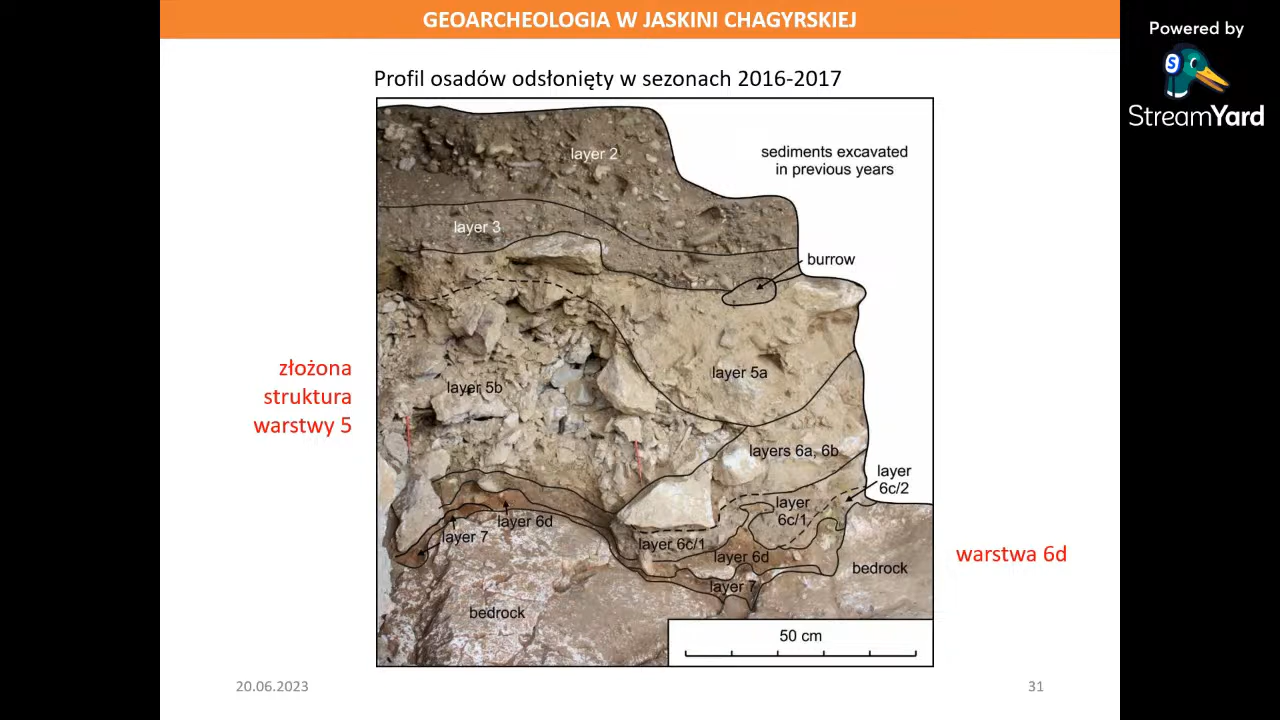 GEOARCHEOLOGIA W JASKINI CHAGYRSKIEJ
Powered by
StreamYard
Profil osadów odsłonięty w sezonach 2016-2017
layer 2
sediments excavated
in previous years
layer 3
burrow
złożona
struktura
warstwy 5
layer 5a
layer 5b
layers 6a, 6b
layer
6c/2
layer
6c/1
layer 6d
layer 7
layer 6c/1
layer 6d
warstwa 6d
bedrock
layer 7
bedrock
50 cm
20.06.2023
31